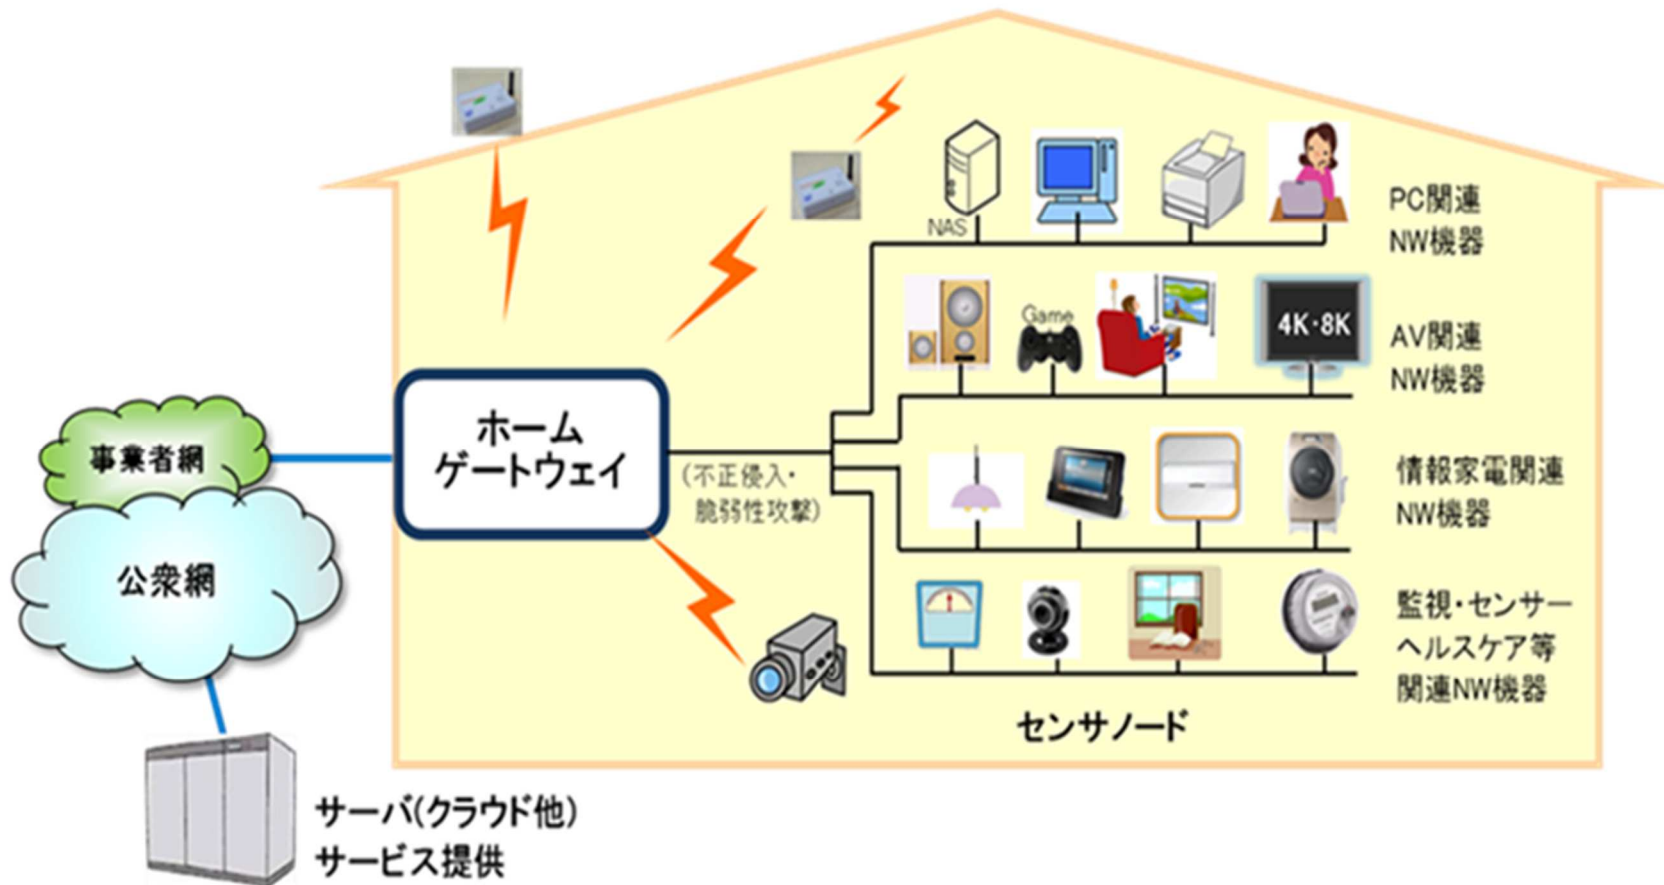 NAS
PC関連
NW機器
Game
4K・8K
AV関連
NW機器
ホーム
ゲートウェイ
(不正侵入・
脆弱性攻撃)
事業者網
公衆網
情報家電関連
NW機器
監視・センサー
ヘルスケア等
関連NW機器
センサノード
サーバ(クラウド他)
サービス提供